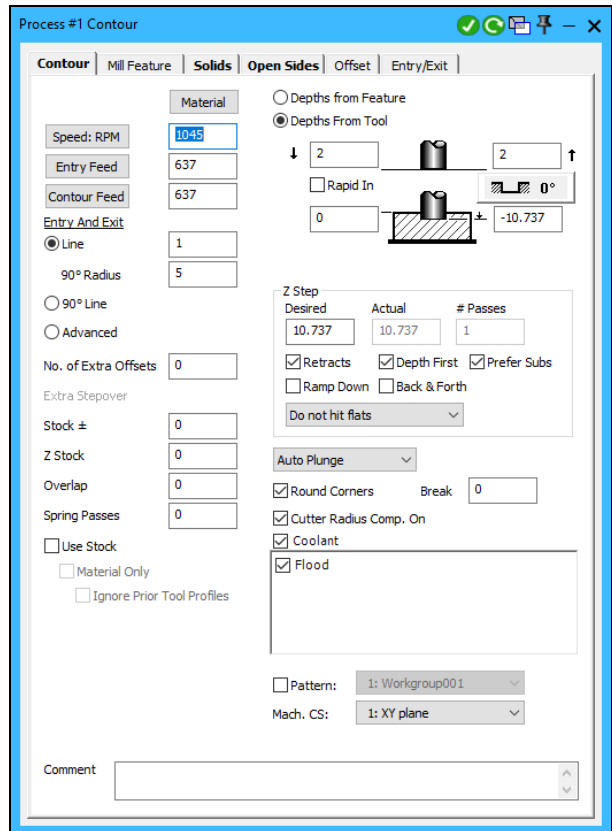 Process #1 Contour
Contour Mill Feature Solids Open Sides Offset Entry/Exit
Material
Speed: RPM 1045
Entry Feed 637
Contour Feed 637
Entry And Exit
Line 1
90° Radius 5
90° Line
Advanced
No. of Extra Offsets 0
Extra Stepover
Stock ± 0
Z Stock 0
Overlap 0
Spring Passes 0
Use Stock
Material Only
Ignore Prior Tool Profiles
Depths from Feature
Depths From Tool
2 2
Rapid In
0°
0 -10.737
Z Step
Desired Actual # Passes
10.737 10.737 1
Retracts Depth First Prefer Subs
Ramp Down Back & Forth
Do not hit flats
Auto Plunge
Round Corners Break 0
Cutter Radius Comp. On
Coolant
Flood
Pattern: 1: Workgroup001
Mach. CS: 1: XY plane
Comment